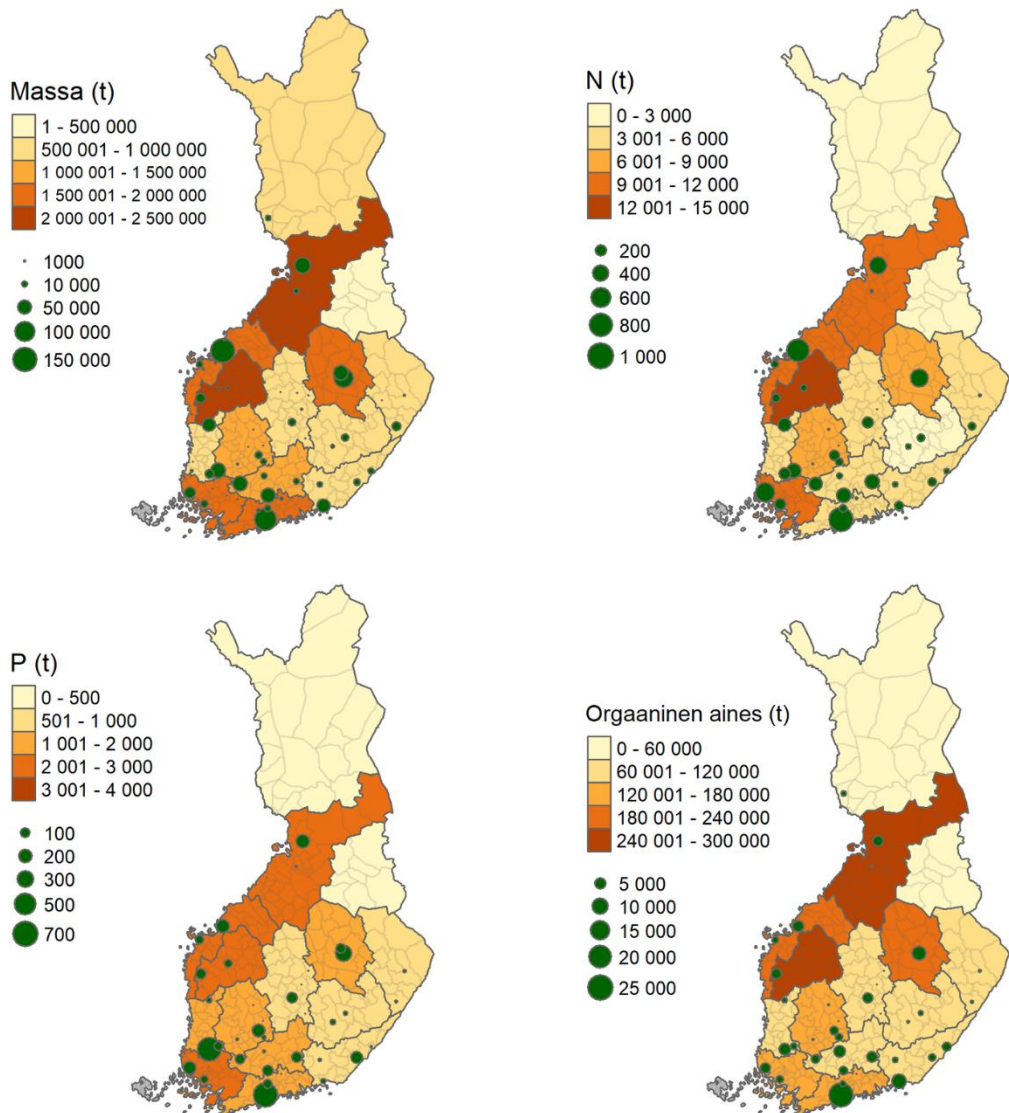 Massa (t)
1 - 500 000
500 001 - 1 000 000
1 000 001 - 1 500 000
1 500 001 - 2 000 000
2 000 001 - 2 500 000
1000
10 000
50 000
100 000
150 000
N (t)
0 - 3 000
3 001 - 6 000
6 001 - 9 000
9 001 - 12 000
12 001 - 15 000
200
400
600
800
1 000
P (t)
0 - 500
501 - 1 000
1 001 - 2 000
2 001 - 3 000
3 001 - 4 000
100
200
300
500
700
Orgaaninen aines (t)
0 - 60 000
60 001 - 120 000
120 001 - 180 000
180 001 - 240 000
240 001 - 300 000
5 000
10 000
15 000
20 000
25 000